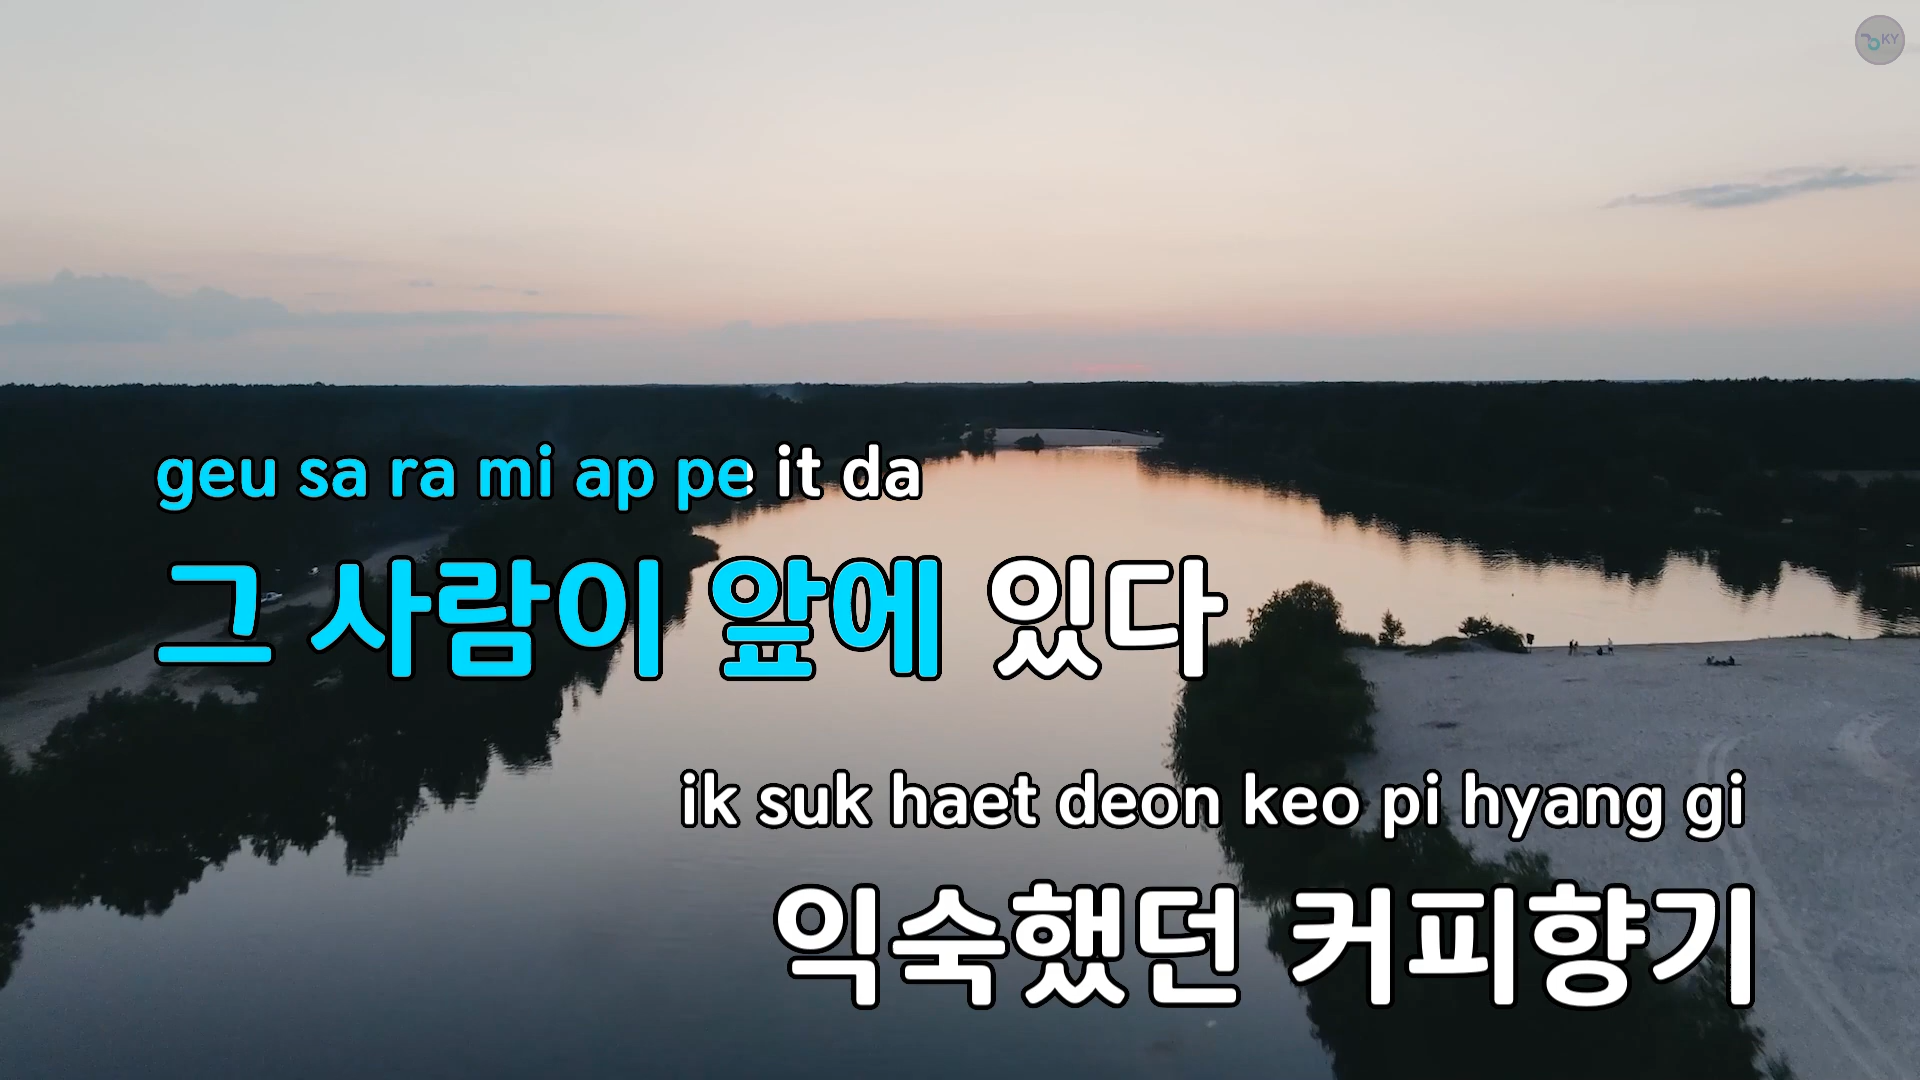 KY
geu sa ra mi ap pe it da
그 사람이 앞에 있다
ik suk haet deon keo pi hyang gi
익숙했던 커피향기